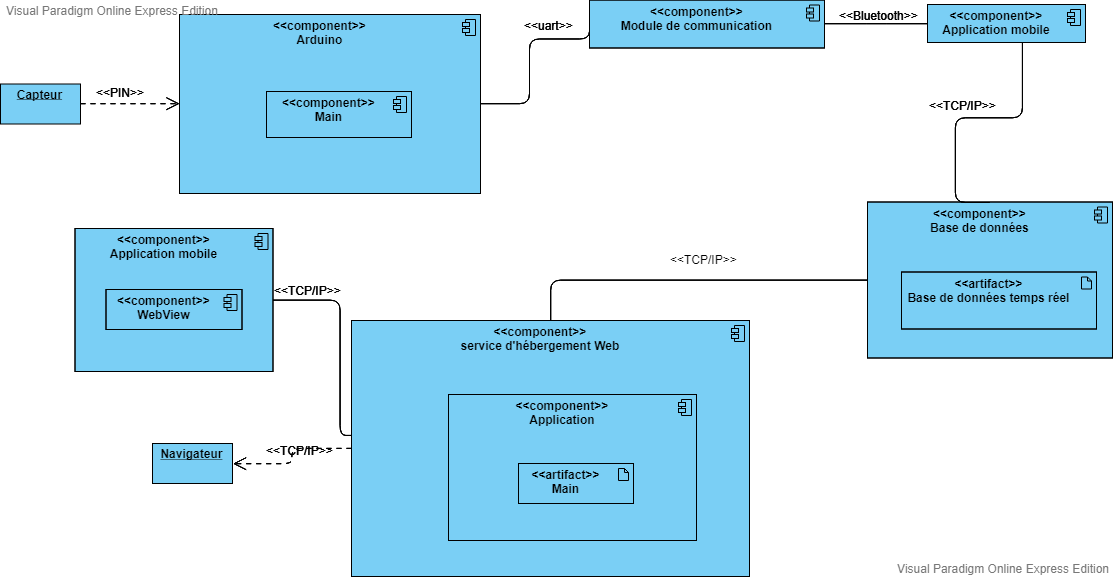 Visual Paradigm Online Express Edition
<<component>>
Arduino
<<component>>
Main
Capteur
<<PIN>>
<<uart>>
<<component>>
Module de communication
<<Bluetooth>>
<<component>>
Application mobile
<<TCP/IP>>
<<component>>
Base de données
<<artifact>>
Base de données temps réel
<<TCP/IP>>
<<component>>
Application mobile
<<component>>
WebView
<<TCP/IP>>
<<component>>
service d'hébergement Web
<<component>>
Application
<<artifact>>
Main
Navigateur
<<TCP/IP>>
Visual Paradigm Online Express Edition